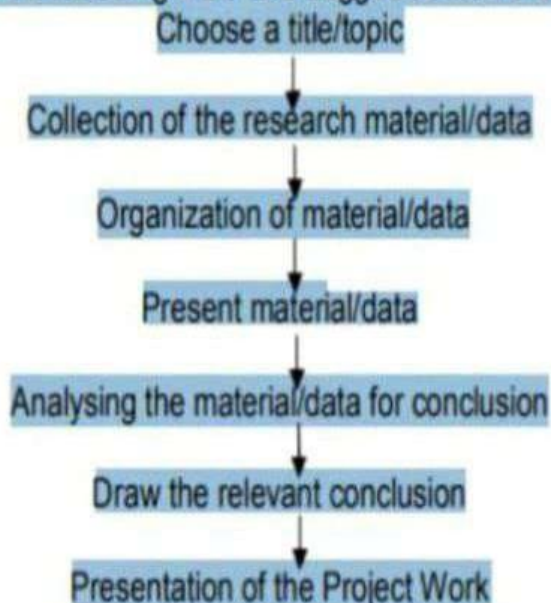 Choose a title/topic
Collection of the research material/data
Organization of material/data
Present material/data
Analysing the material/data for conclusion
Draw the relevant conclusion
Presentation of the Project Work